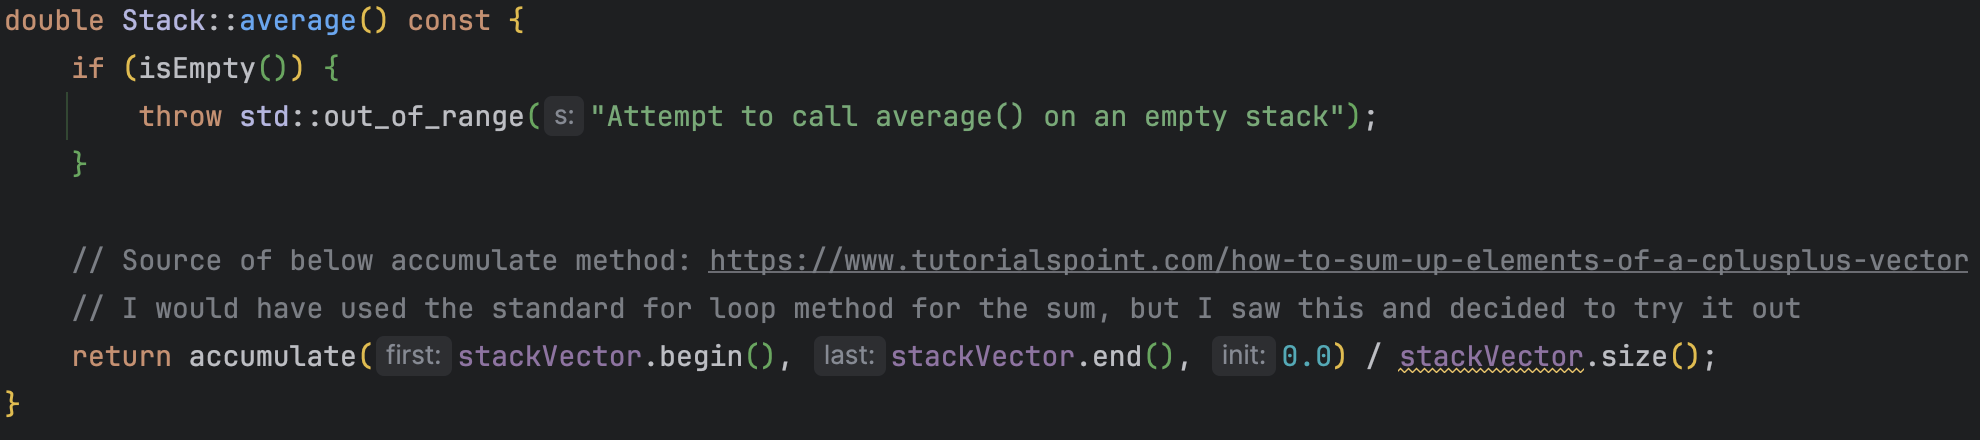 double Stack::average() const {
if (isEmpty()) {
throw std::out_of_range( s: "Attempt to call average() on an empty stack");
}
// Source of below accumulate method: https://www.tutorialspoint.com/how-to-sum-up-elements-of-a-cplusplus-vector
// I would have used the standard for loop method for the sum, but I saw this and decided to try it out
return accumulate( first: stackVector.begin(), last: stackVector.end(), init: 0.0) / stackVector.size();
}